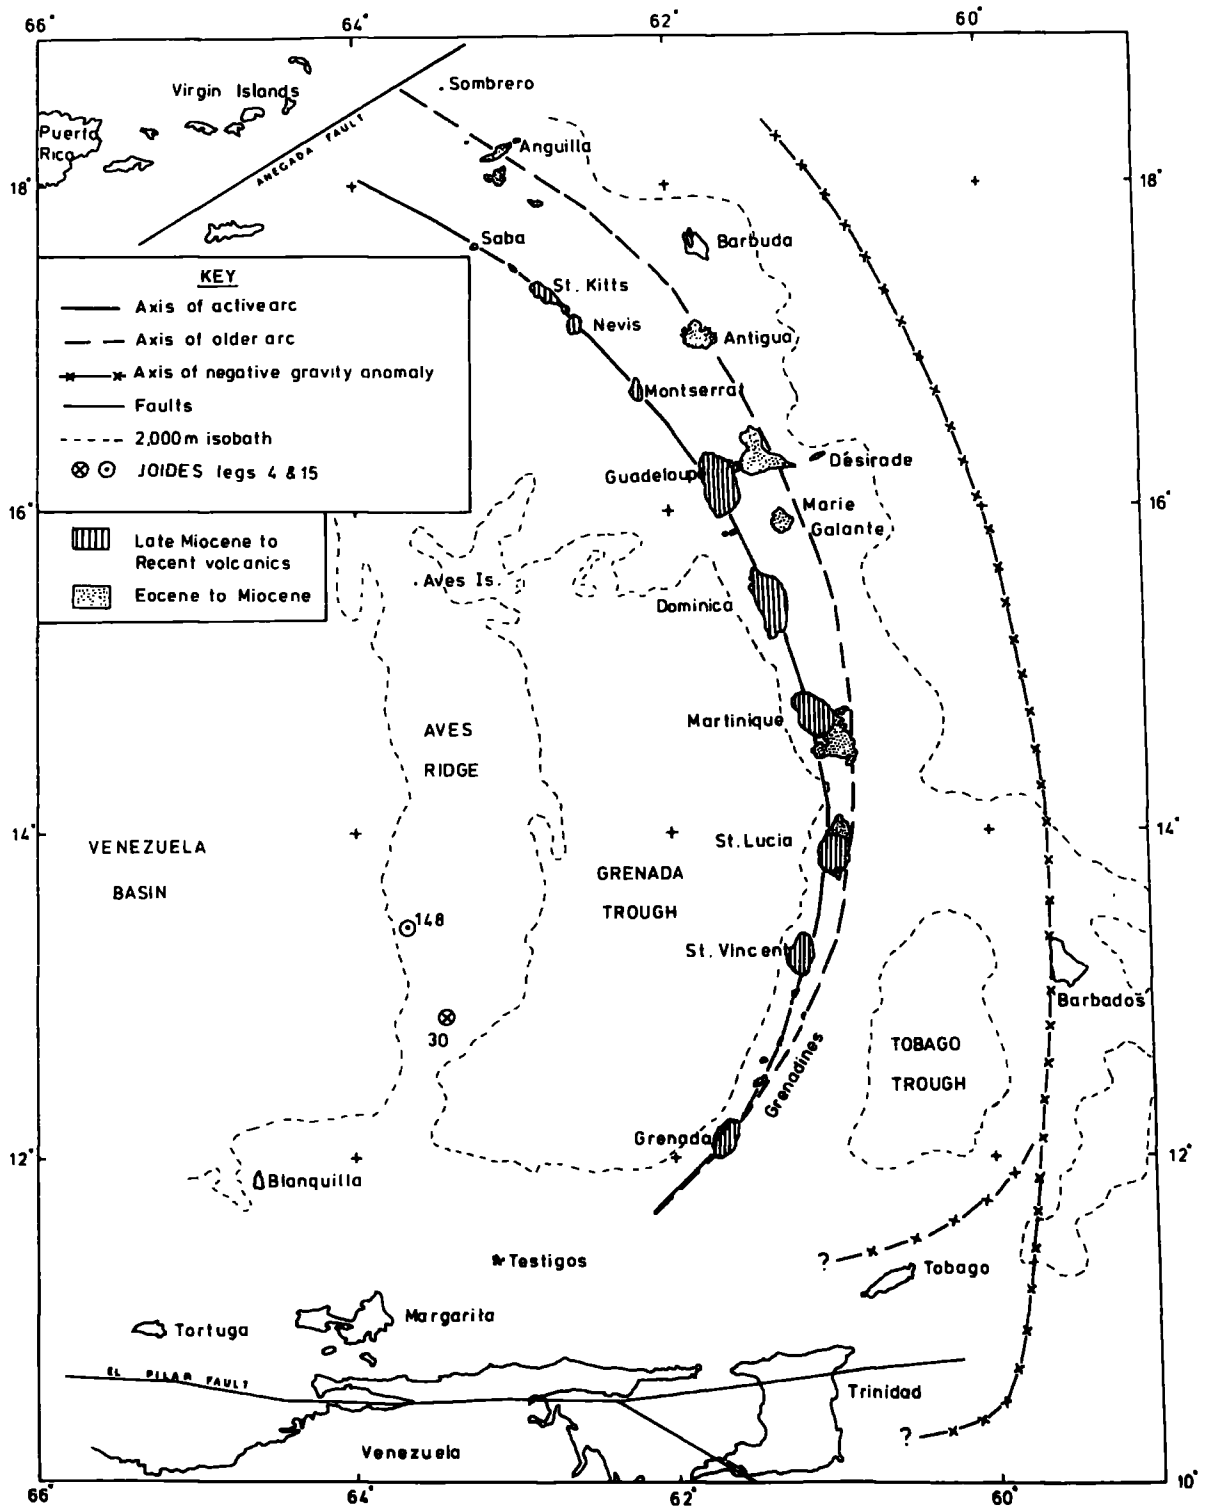 66° 64° 62° 60°
Sombrero
Virgin Islands
Puerto
Rico
ANEGADA FAULT
Anguilla
18° 18°
Saba
Barbuda
KEY
St. Kitts
Axis of active arc
Nevis
Antigua
Axis of older arc
Axis of negative gravity anomaly
Montserrat
Faults
2,000m isobath
JOIDES legs 4 & 15
Guadeloupe
Désirade
16° 16°
Marie
Galante
Late Miocene to
Recent volcanics
Aves Is.
Eocene to Miocene
Dominica
Martinique
AVES
RIDGE
14° 14°
St. Lucia
VENEZUELA
BASIN
GRENADA
TROUGH
148
St. Vincent
Barbados
30
TOBAGO
TROUGH
Grenadines
Grenada
12° 12°
Blanquilla
?
Testigos
Tobago
Margarita
Tortuga
EL PILAR FAULT
Trinidad
?
Venezuela
10°
66° 64° 62° 60°